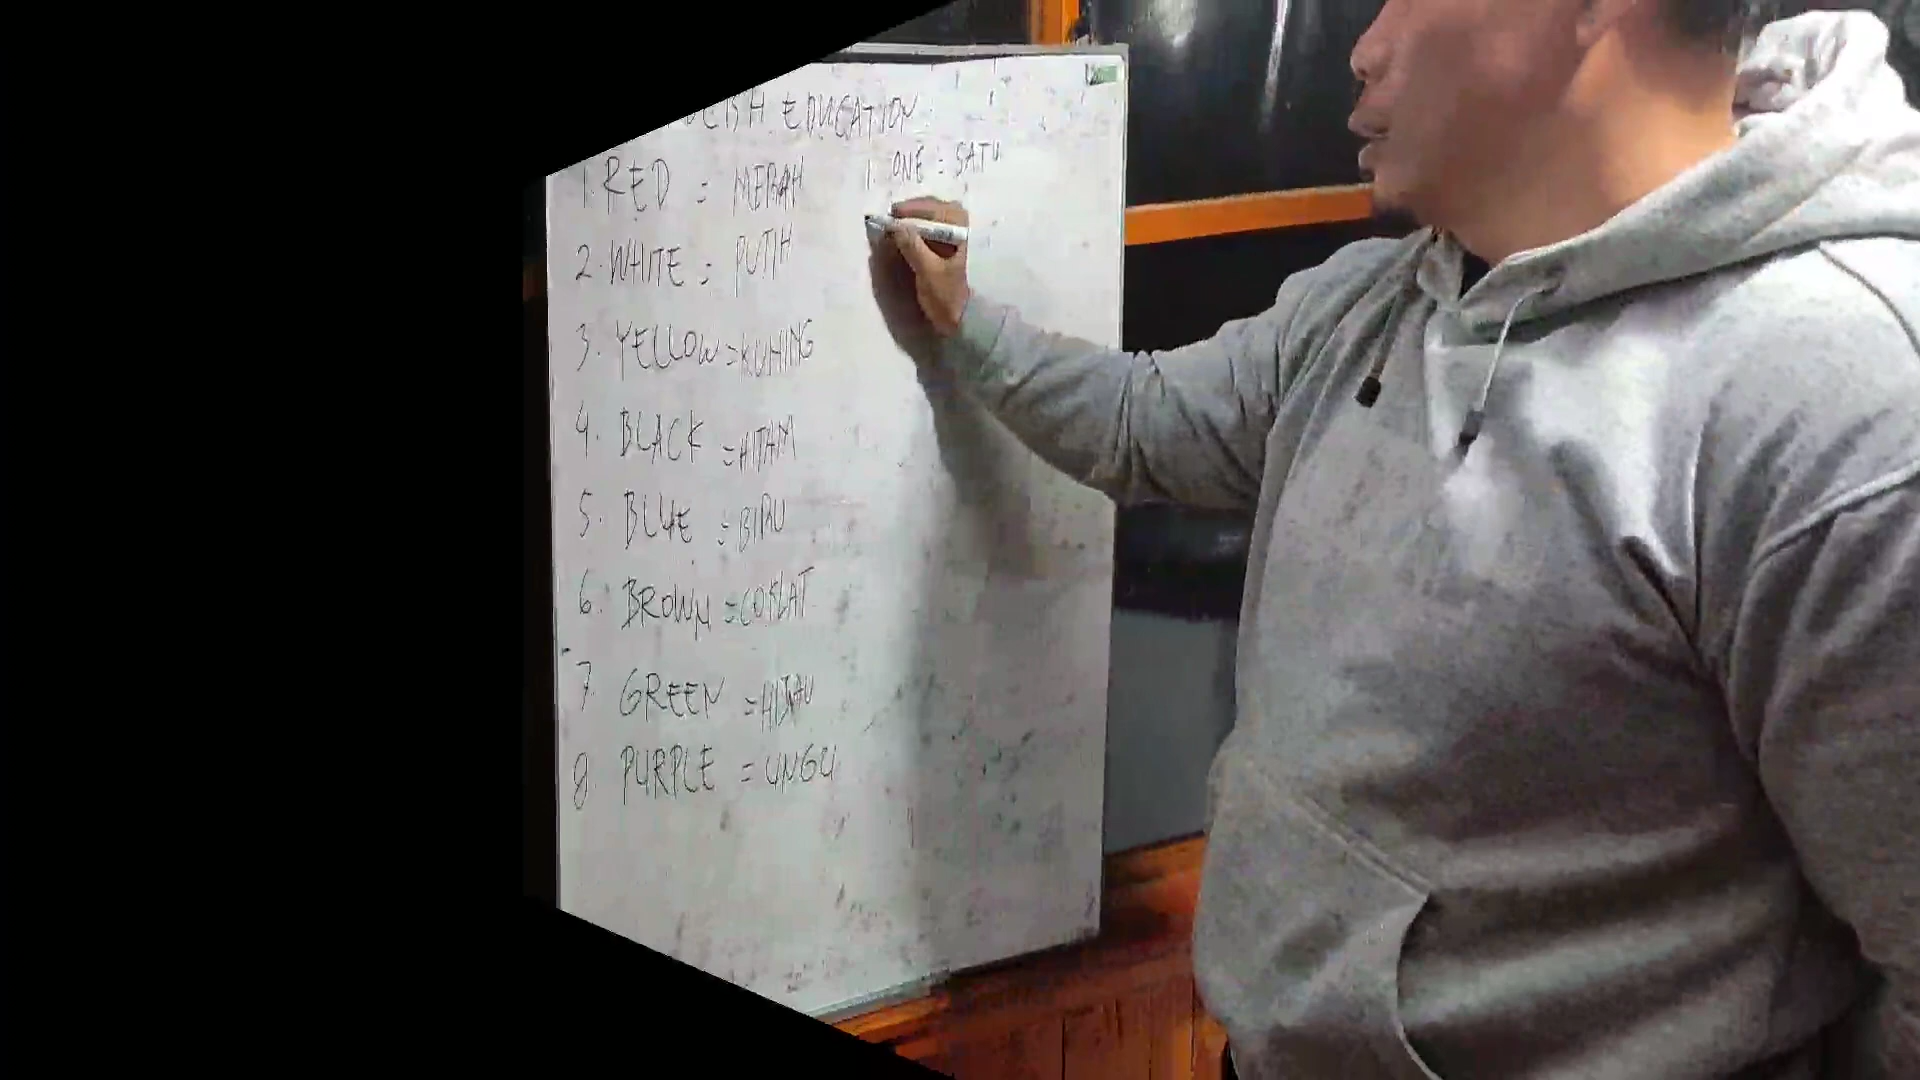 EDUCATION
1. RED = MERAH
2. WHITE = PUTIH
3. YELLOW = KUNING
4. BLACK = HITAM
5. BLUE = BIRU
6. BROWN = COKLAT
7. GREEN = HIJAU
8 PURPLE = UNGU
1. ONE = SATU